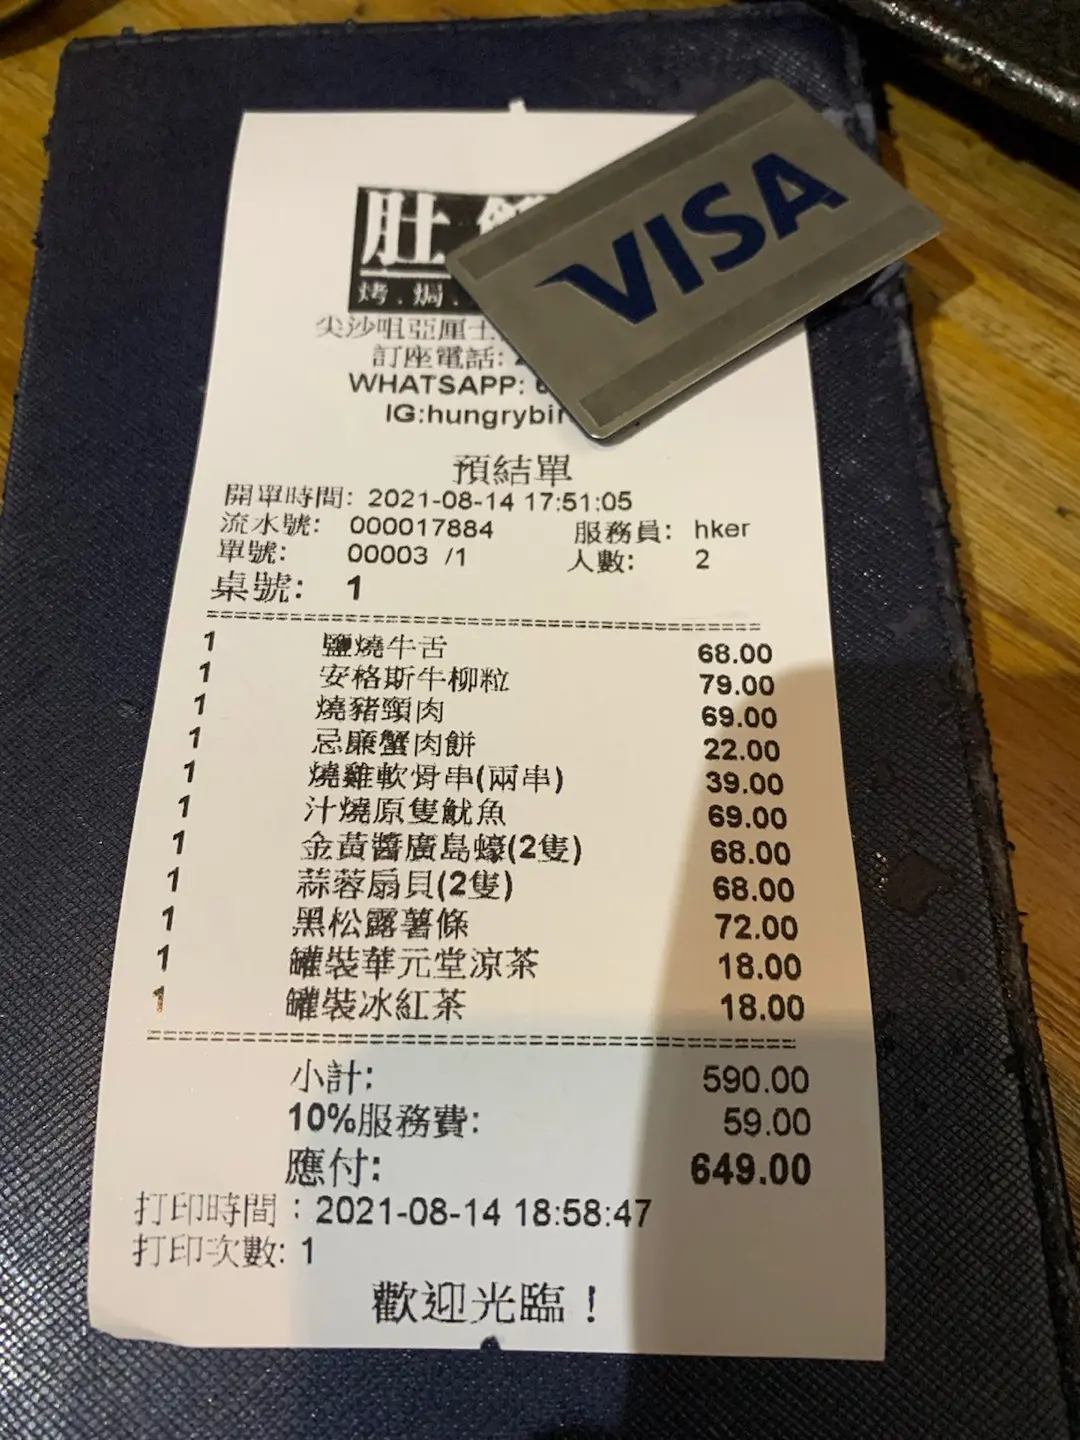 肚
烤.焗.
VISA
尖沙咀亞厘士
訂座電話:
WHATSAPP: 6
IG:hungrybir
預結單
開單時間: 2021-08-14 17:51:05
流水號: 000017884 服務員: hker
單號: 00003 /1 人數: 2
桌號: 1
1 鹽燒牛舌 68.00
1 安格斯牛柳粒 79.00
1 燒豬頸肉 69.00
1 忌廉蟹肉餅 22.00
1 燒雞軟骨串(兩串) 39.00
1 汁燒原隻魷魚 69.00
1 金黃醬廣島蠔(2隻) 68.00
1 蒜蓉扇貝(2隻) 68.00
1 黑松露薯條 72.00
1 罐裝華元堂涼茶 18.00
1 罐裝冰紅茶 18.00
小計: 590.00
10%服務費: 59.00
應付: 649.00
打印時間：2021-08-14 18:58:47
打印次數: 1
歡迎光臨！